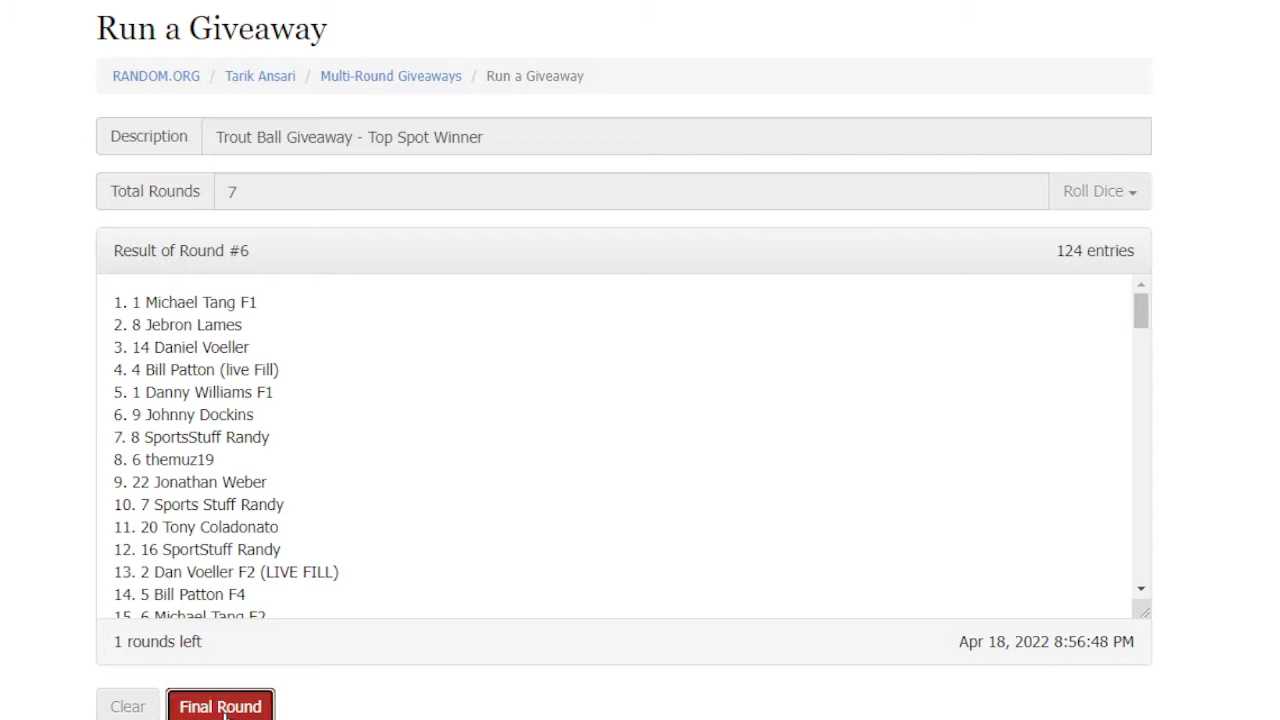 Run a Giveaway
RANDOM.ORG / Tarik Ansari / Multi-Round Giveaways / Run a Giveaway
Description Trout Ball Giveaway - Top Spot Winner
Total Rounds 7 Roll Dice
Result of Round #6 124 entries
1. 1 Michael Tang F1
2. 8 Jebron Lames
3. 14 Daniel Voeller
4. 4 Bill Patton (live Fill)
5. 1 Danny Williams F1
6. 9 Johnny Dockins
7. 8 SportsStuff Randy
8. 6 themuz19
9. 22 Jonathan Weber
10. 7 Sports Stuff Randy
11. 20 Tony Coladonato
12. 16 SportStuff Randy
13. 2 Dan Voeller F2 (LIVE FILL)
14. 5 Bill Patton F4
15. 6 Michael Tang F2
1 rounds left Apr 18, 2022 8:56:48 PM
Clear Final Round